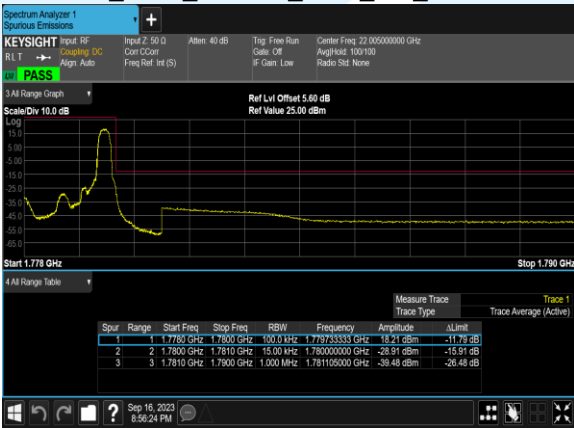 Spectrum Analyzer 1
Spurious Emissions
KEYSIGHT Input: RF Input Z: 50 Ω Atten: 40 dB Trig: Free Run Center Freq: 22.005000000 GHz
RLT Coupling: DC Corr CCorr Gate: Off Avg|Hold: 100/100
Align: Auto Freq Ref: Int (S) IF Gain: Low Radio Std: None
PASS
3 All Range Graph
Ref Lvl Offset 5.60 dB
Scale/Div 10.0 dB Ref Value 25.00 dBm
Log
15.0
5.00
-5.00
-15.0
-25.0
-35.0
-45.0
-55.0
-65.0
Start 1.778 GHz Stop 1.790 GHz
4 All Range Table
Measure Trace Trace 1
Trace Type Trace Average (Active)
Spur Range Start Freq Stop Freq RBW Frequency Amplitude ΔLimit
1 1 1.7780 GHz 1.7800 GHz 100.0 kHz 1.779733333 GHz 18.21 dBm -11.79 dB
2 2 1.7800 GHz 1.7810 GHz 15.00 kHz 1.780000000 GHz -28.91 dBm -15.91 dB
3 3 1.7810 GHz 1.7900 GHz 1.000 MHz 1.781105000 GHz -39.48 dBm -26.48 dB
? Sep 16, 2023
8:56:24 PM